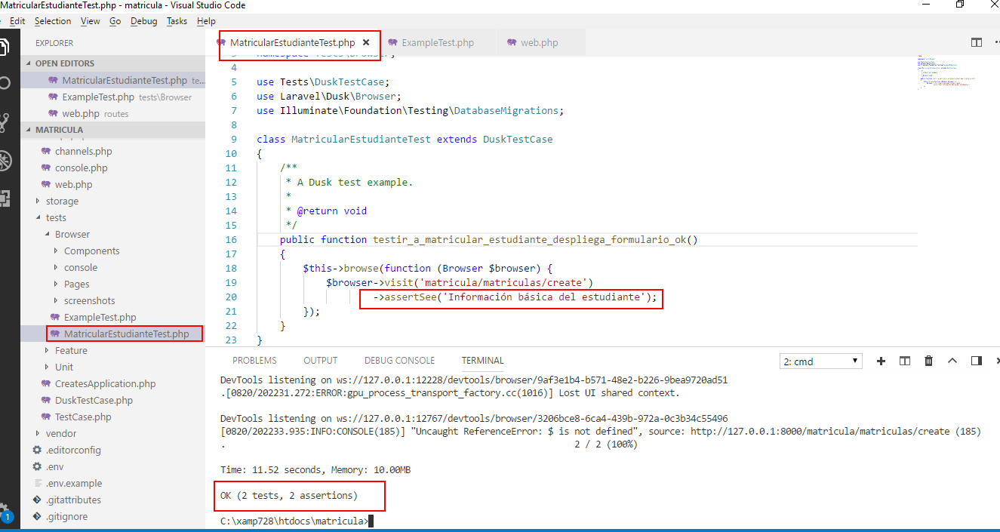 MatricularEstudianteTest.php - matricula - Visual Studio Code
Edit Selection View Go Debug Tasks Help
EXPLORER
OPEN EDITORS
MatricularEstudianteTest.php te...
ExampleTest.php tests\Browser
web.php routes
MATRICULA
channels.php
console.php
web.php
storage
tests
Browser
Components
console
Pages
screenshots
ExampleTest.php
MatricularEstudianteTest.php
Feature
Unit
CreatesApplication.php
DuskTestCase.php
TestCase.php
vendor
.editorconfig
.env
.env.example
.gitattributes
.gitignore
1
MatricularEstudianteTest.php ExampleTest.php web.php
3 namespace Tests\Browser;
4
5 use Tests\DuskTestCase;
6 use Laravel\Dusk\Browser;
7 use Illuminate\Foundation\Testing\DatabaseMigrations;
8
9 class MatricularEstudianteTest extends DuskTestCase
10 {
11 /**
12 * A Dusk test example.
13 *
14 * @return void
15 */
16 public function testir_a_matricular_estudiante_despliega_formulario_ok()
17 {
18 $this->browse(function (Browser $browser) {
19 $browser->visit('matricula/matriculas/create')
20 ->assertSee('Información básica del estudiante');
21 });
22 }
23 }
PROBLEMS OUTPUT DEBUG CONSOLE TERMINAL 2: cmd
DevTools listening on ws://127.0.0.1:12228/devtools/browser/9af3e1b4-b571-48e2-b226-9bea9720ad51
.[0820/202231.272:ERROR:gpu_process_transport_factory.cc(1016)] Lost UI shared context.
DevTools listening on ws://127.0.0.1:12767/devtools/browser/3206bce8-6ca4-439b-972a-0c3b34c55496
[0820/202233.935:INFO:CONSOLE(185)] "Uncaught ReferenceError: $ is not defined", source: http://127.0.0.1:8000/matricula/matriculas/create (185)
. 2 / 2 (100%)
Time: 11.52 seconds, Memory: 10.00MB
OK (2 tests, 2 assertions)
C:\xamp728\htdocs\matricula>